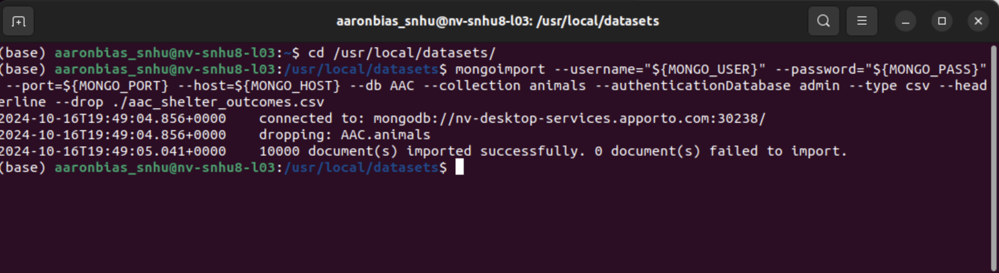 aaronbias_snhu@nv-snhu8-l03: /usr/local/datasets
(base) aaronbias_snhu@nv-snhu8-l03:~$ cd /usr/local/datasets/
(base) aaronbias_snhu@nv-snhu8-l03:/usr/local/datasets$ mongoimport --username="${MONGO_USER}" --password="${MONGO_PASS}"
--port=${MONGO_PORT} --host=${MONGO_HOST} --db AAC --collection animals --authenticationDatabase admin --type csv --head
erline --drop ./aac_shelter_outcomes.csv
2024-10-16T19:49:04.856+0000    connected to: mongodb://nv-desktop-services.apporto.com:30238/
2024-10-16T19:49:04.856+0000    dropping: AAC.animals
2024-10-16T19:49:05.041+0000    10000 document(s) imported successfully. 0 document(s) failed to import.
(base) aaronbias_snhu@nv-snhu8-l03:/usr/local/datasets$